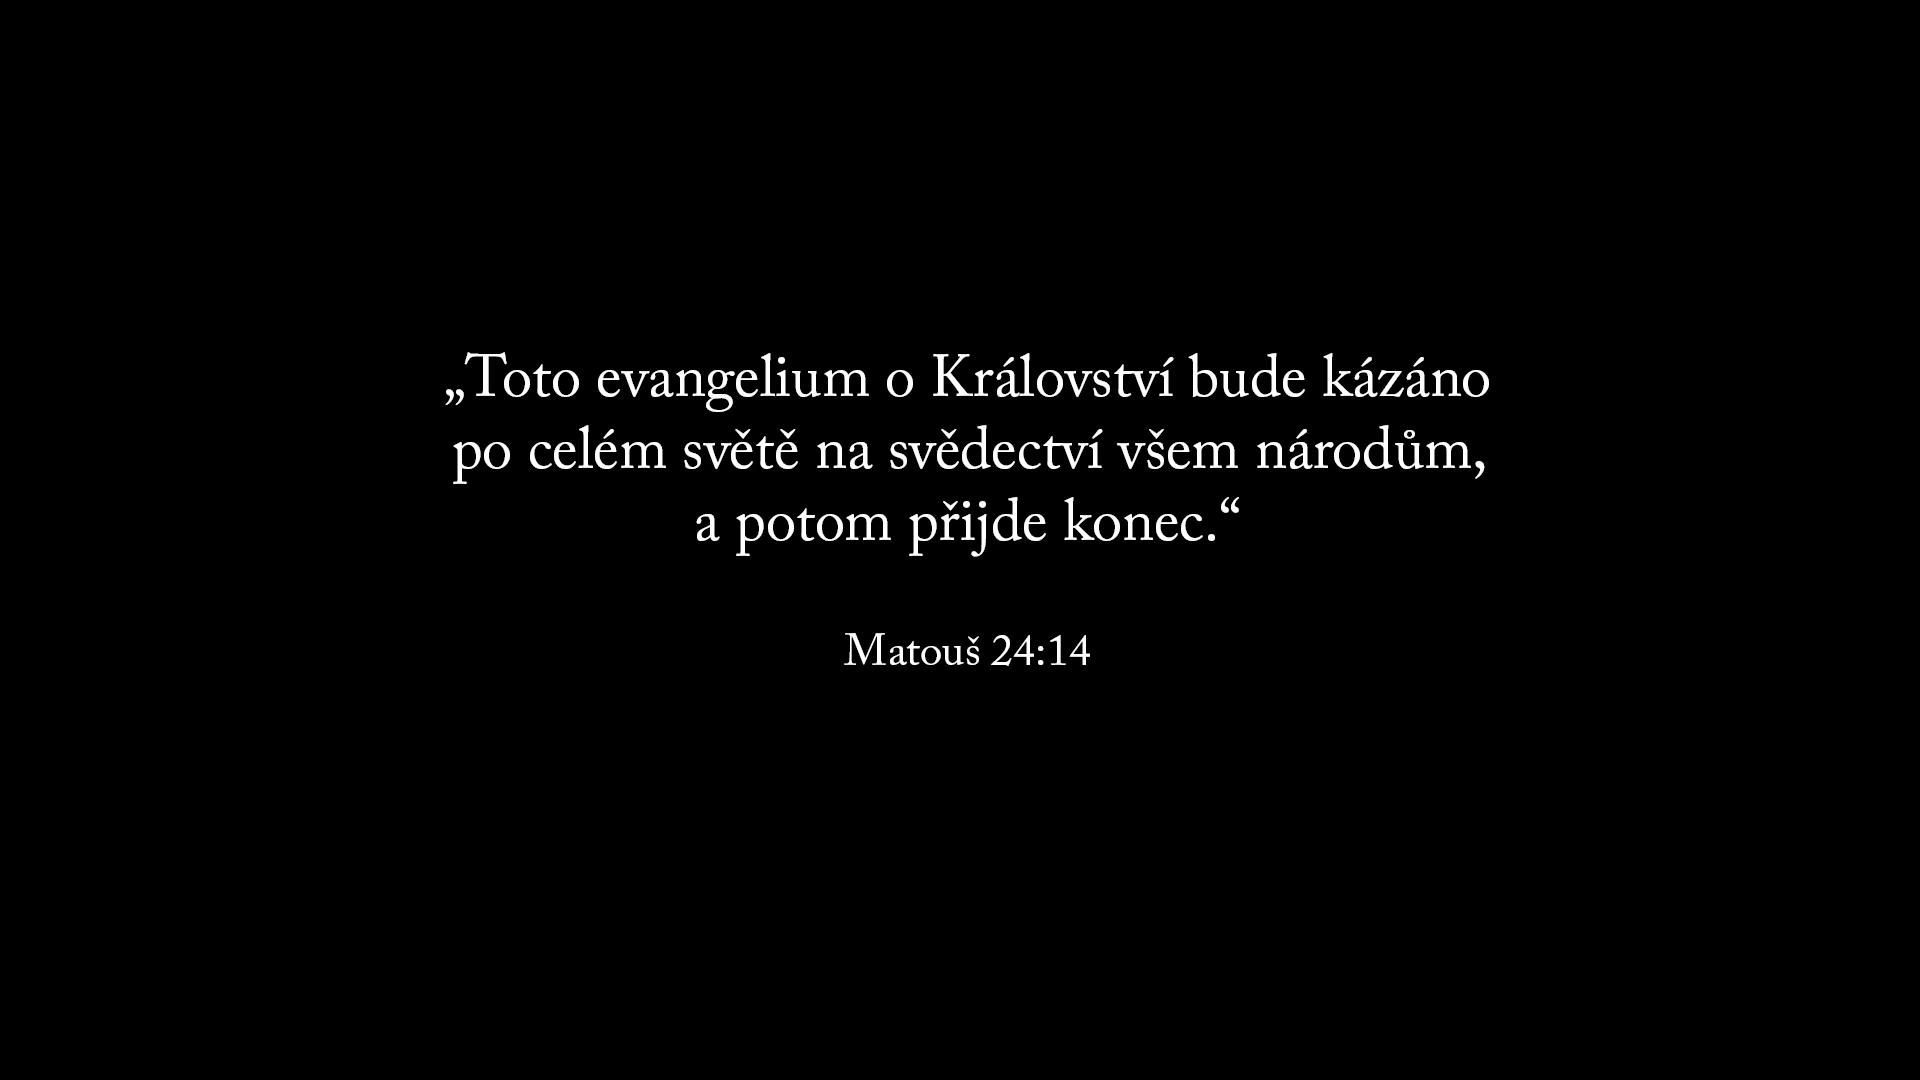 „Toto evangelium o Království bude kázáno
po celém světě na svědectví všem národům,
a potom přijde konec.“
Matouš 24:14